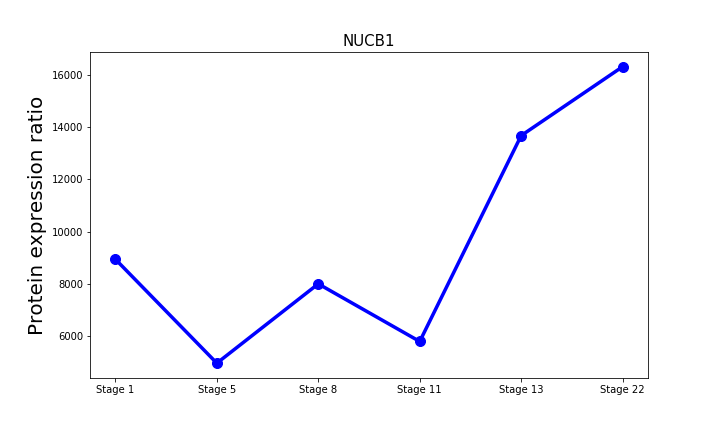 NUCB1
Protein expression ratio
16000
14000
12000
10000
8000
6000
Stage 1 Stage 5 Stage 8 Stage 11 Stage 13 Stage 22